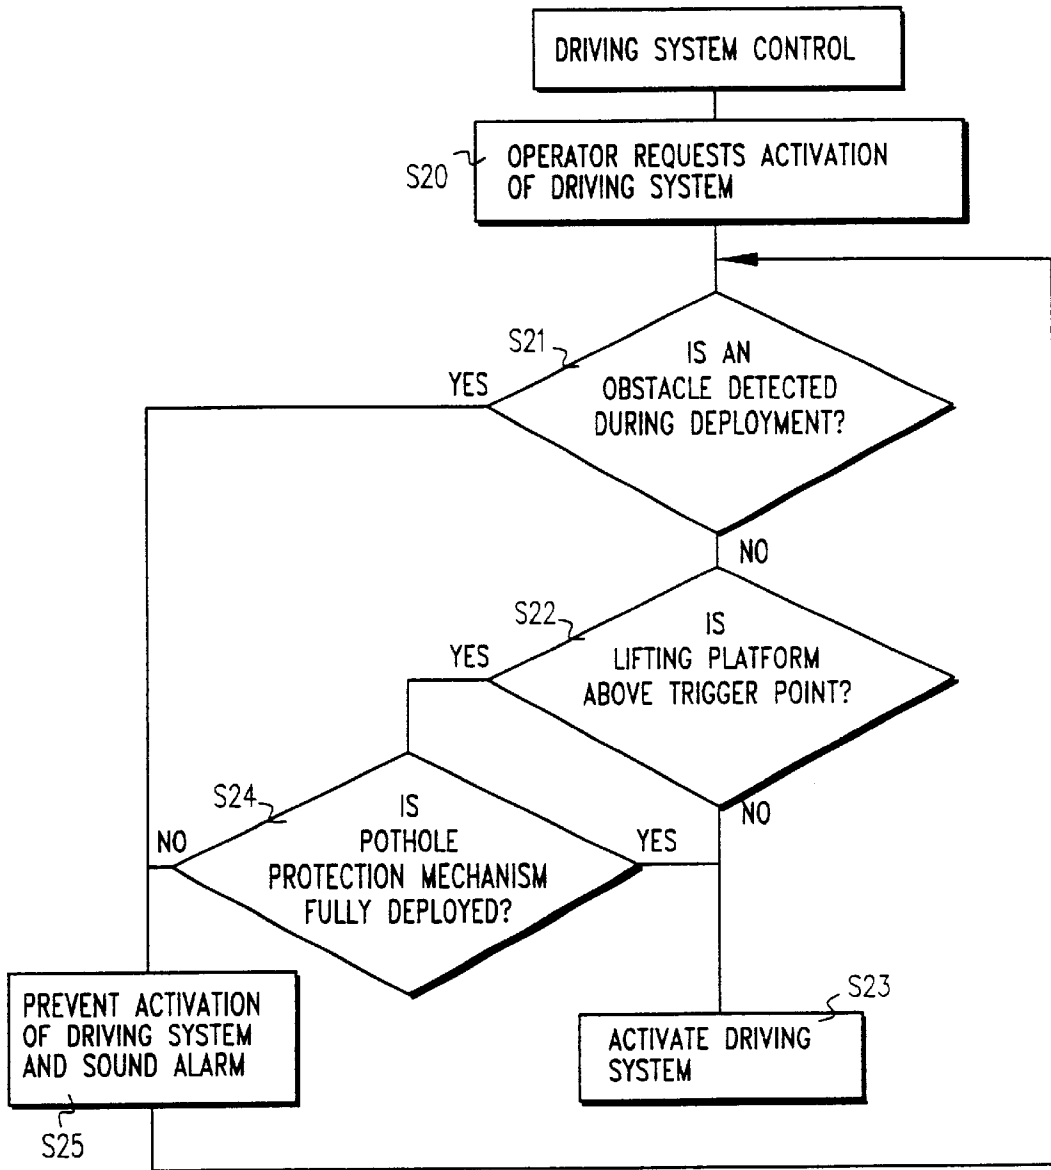 DRIVING SYSTEM CONTROL
S20
OPERATOR REQUESTS ACTIVATION
OF DRIVING SYSTEM
S21
YES
IS AN
OBSTACLE DETECTED
DURING DEPLOYMENT?
NO
S22
YES
IS
LIFTING PLATFORM
ABOVE TRIGGER POINT?
NO
S24
NO
IS
POTHOLE
PROTECTION MECHANISM
FULLY DEPLOYED?
YES
PREVENT ACTIVATION
OF DRIVING SYSTEM
AND SOUND ALARM
S25
S23
ACTIVATE DRIVING
SYSTEM